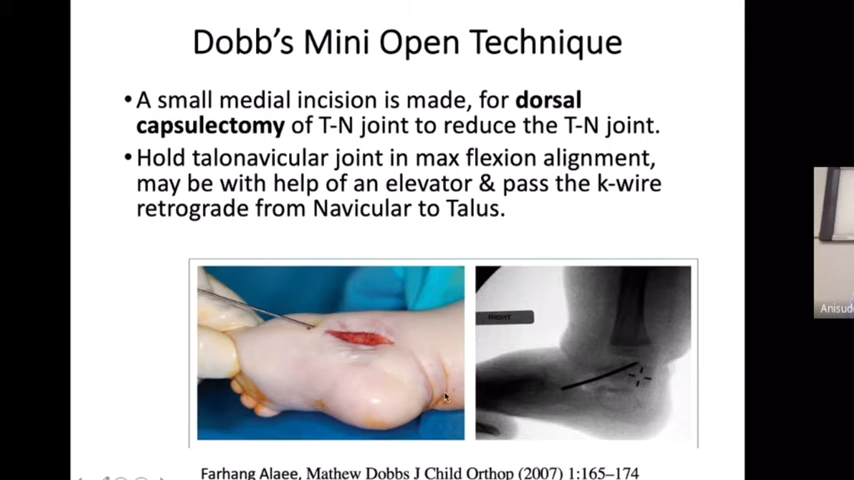 Dobb's Mini Open Technique
• A small medial incision is made, for dorsal
capsulectomy of T-N joint to reduce the T-N joint.
• Hold talonavicular joint in max flexion alignment,
may be with help of an elevator & pass the k-wire
retrograde from Navicular to Talus.
RIGHT
Anisud
Farhang Alaee, Mathew Dobbs J Child Orthop (2007) 1:165–174